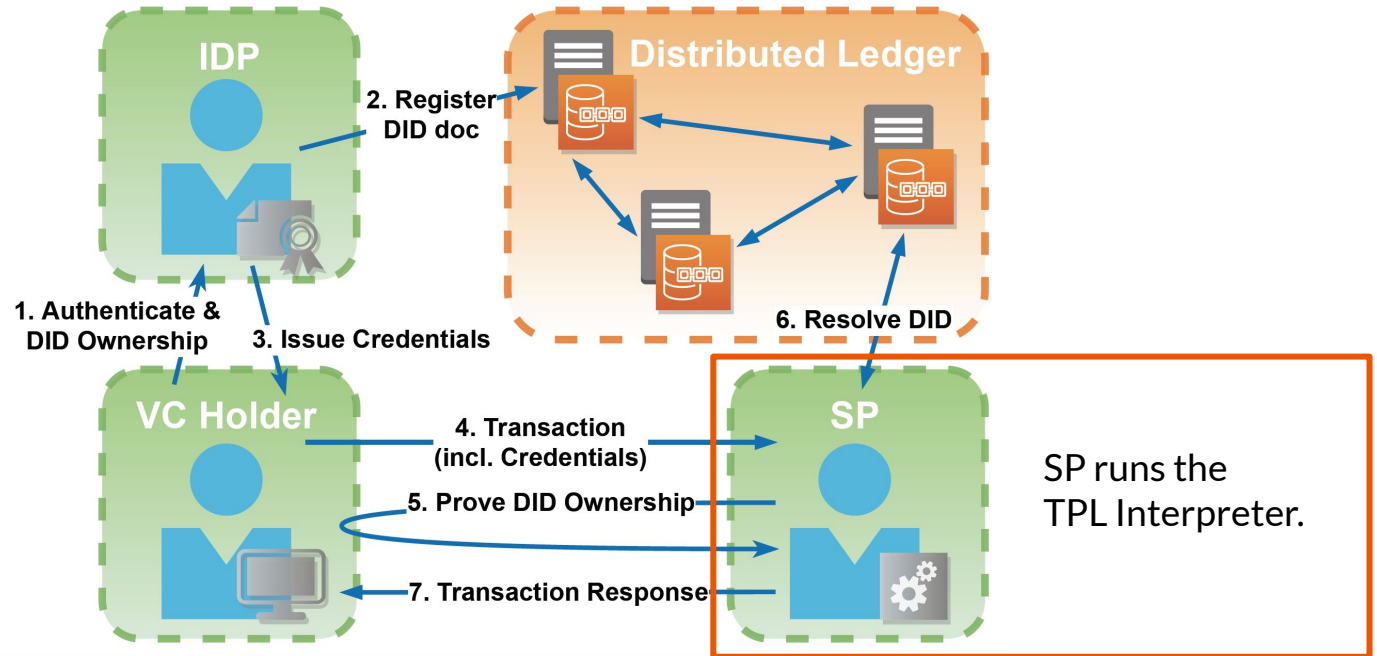 IDP
Distributed Ledger
2. Register
DID doc
1. Authenticate &
DID Ownership
3. Issue Credentials
6. Resolve DID
VC Holder
SP
4. Transaction
(incl. Credentials)
5. Prove DID Ownership
7. Transaction Response
SP runs the
TPL Interpreter.